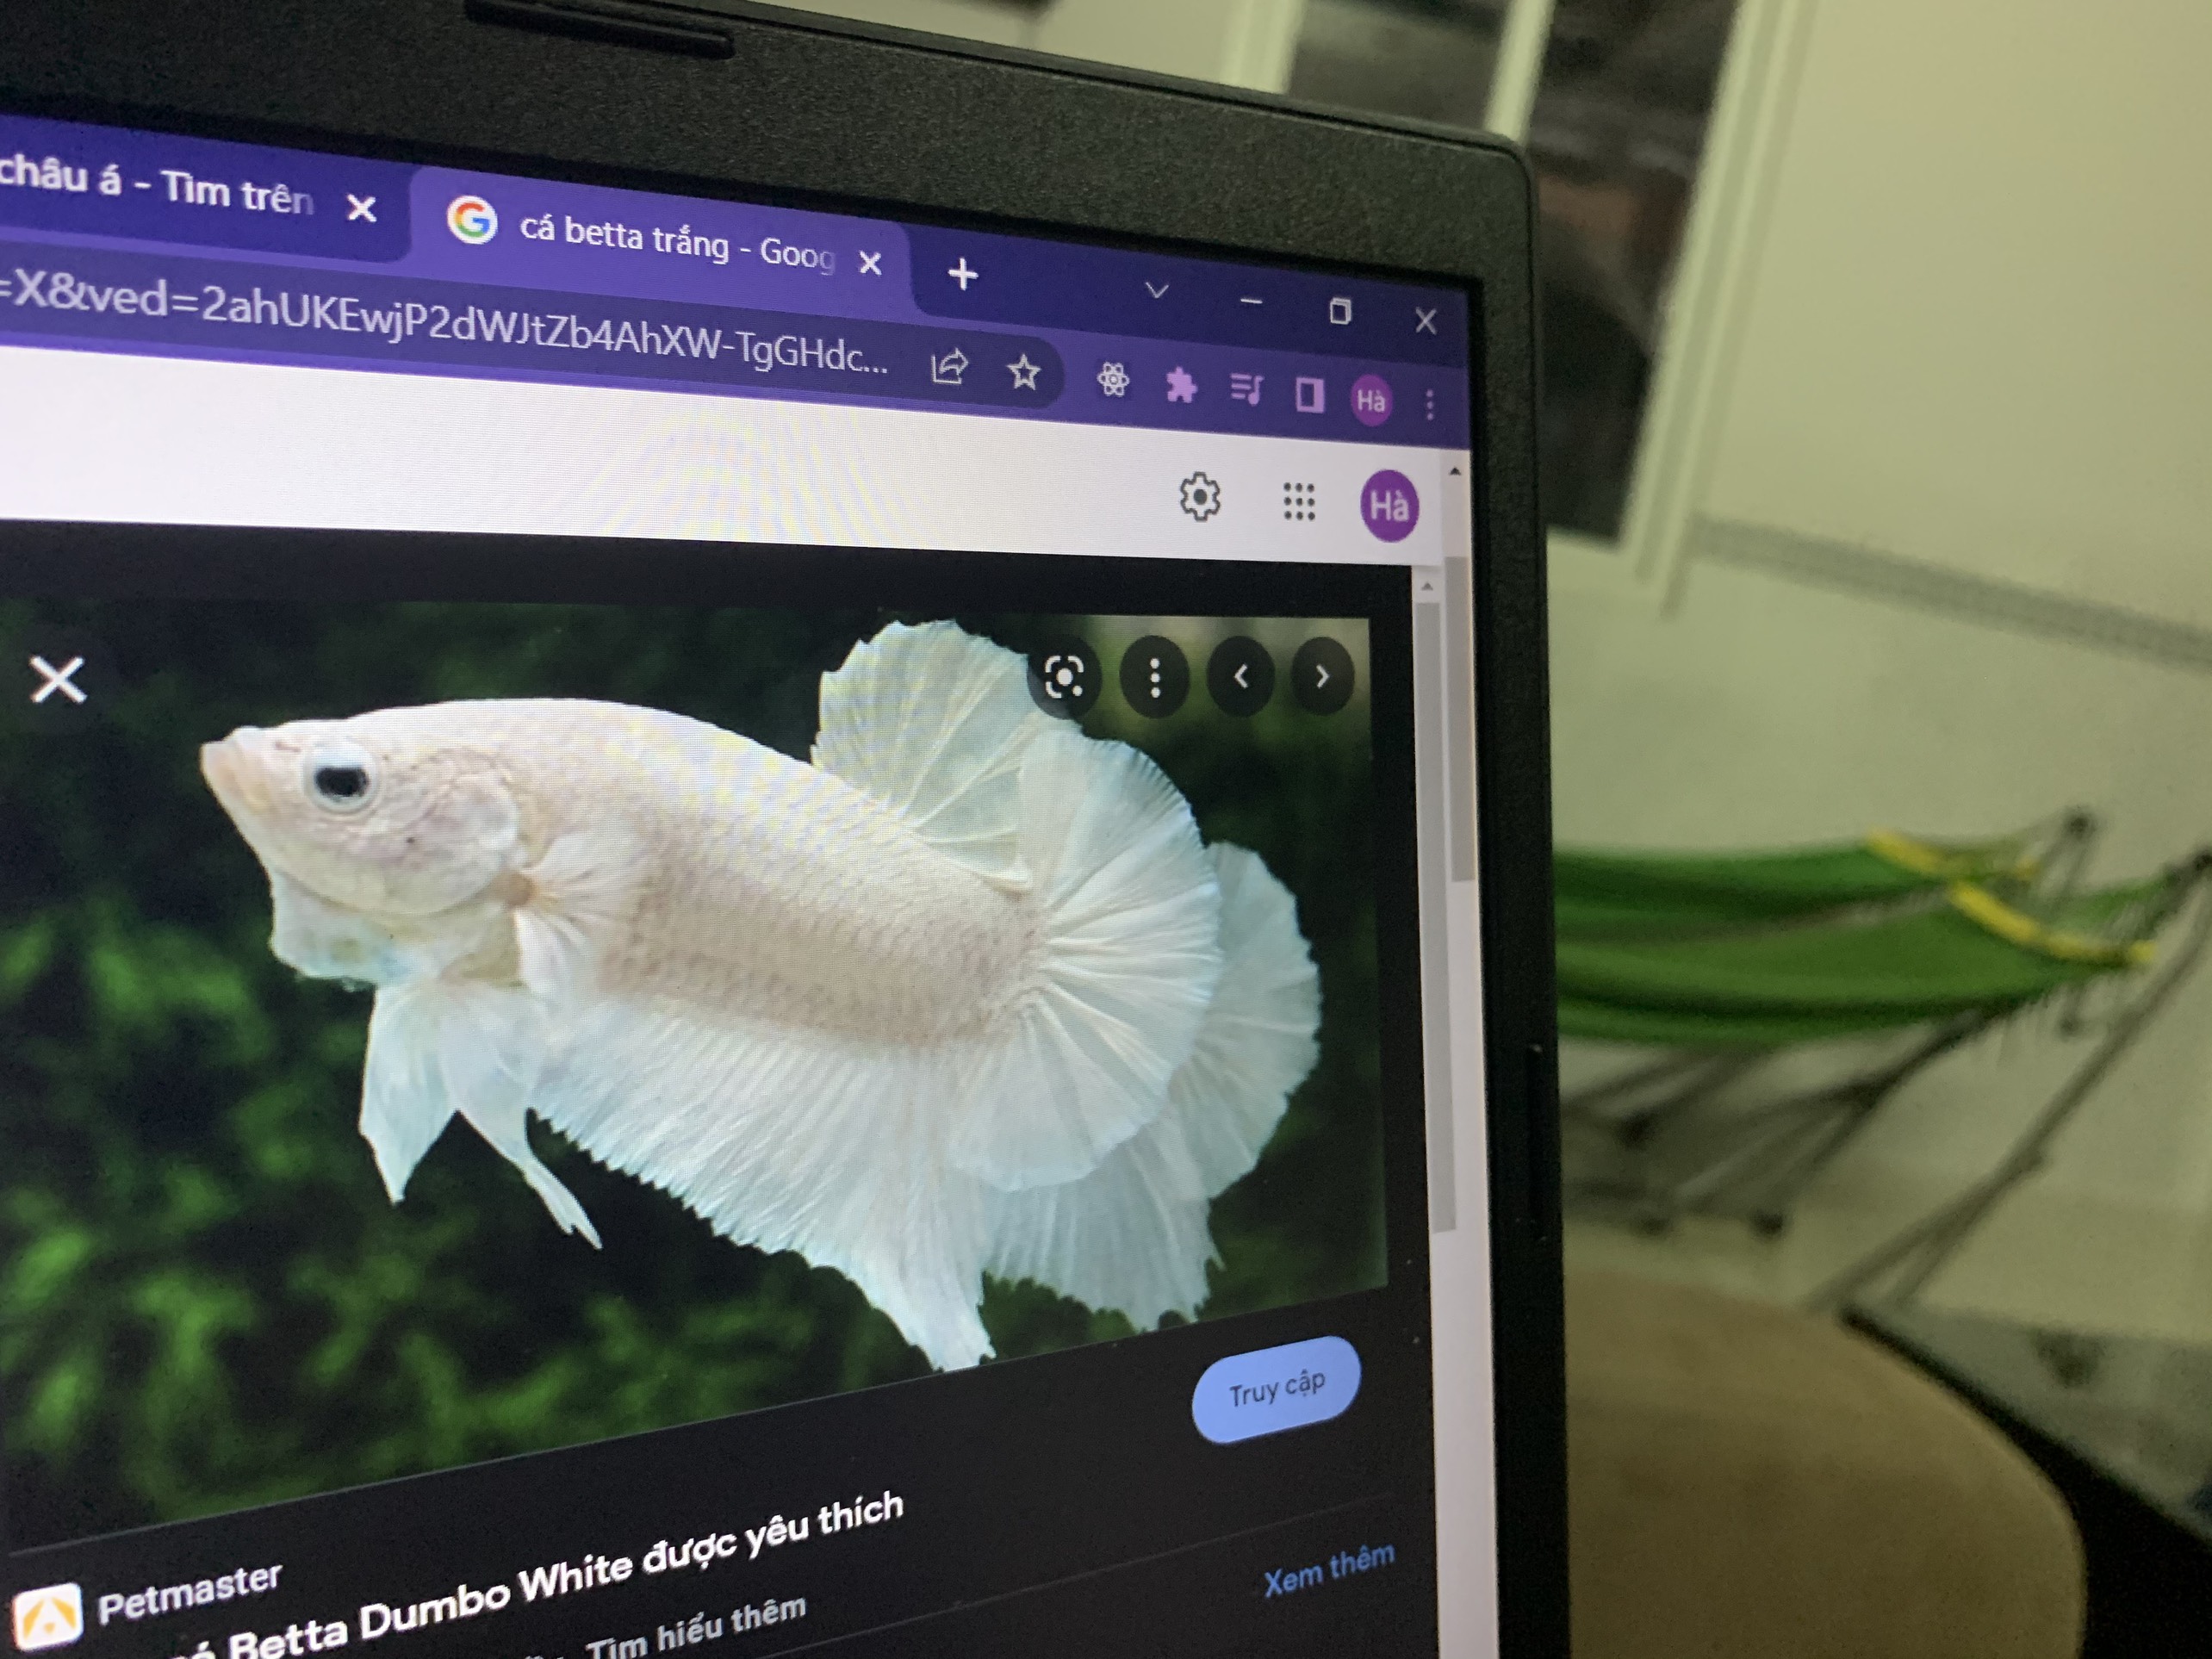 châu á - Tìm trên
cá betta trắng - Goog
=X&ved=2ahUKEwjP2dWJtZb4AhXW-TgGHdc...
Hà
Hà
Truy cập
Petmaster
cá Betta Dumbo White được yêu thích
Xem thêm
Tìm hiểu thêm